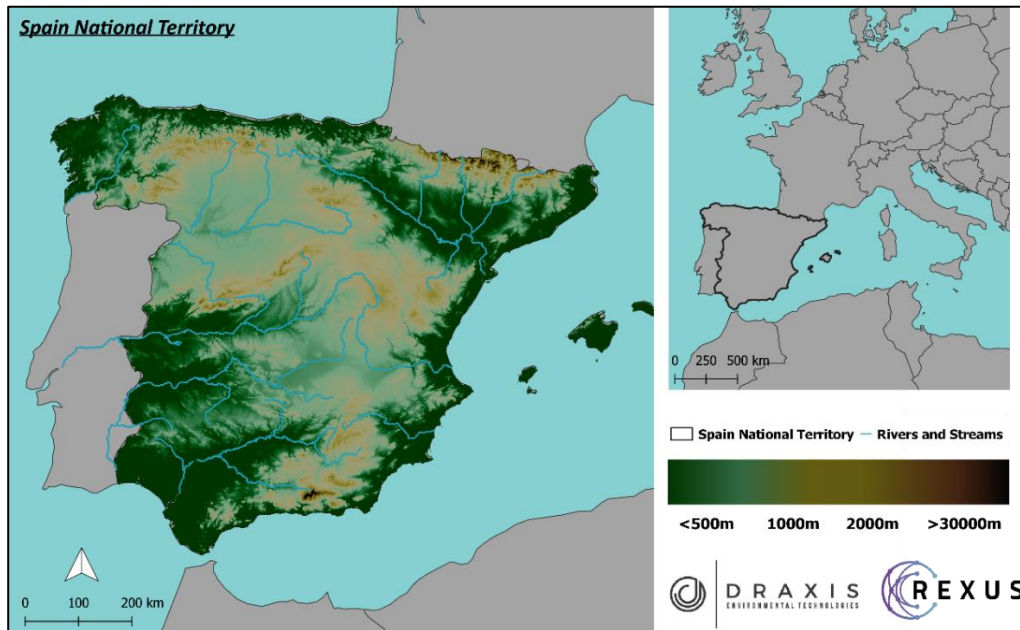 Spain National Territory
0 100 200 km
0 250 500 km
Spain National Territory Rivers and Streams
<500m 1000m 2000m >30000m
DRAXIS
ENVIRONMENTAL TECHNOLOGIES
REXUS